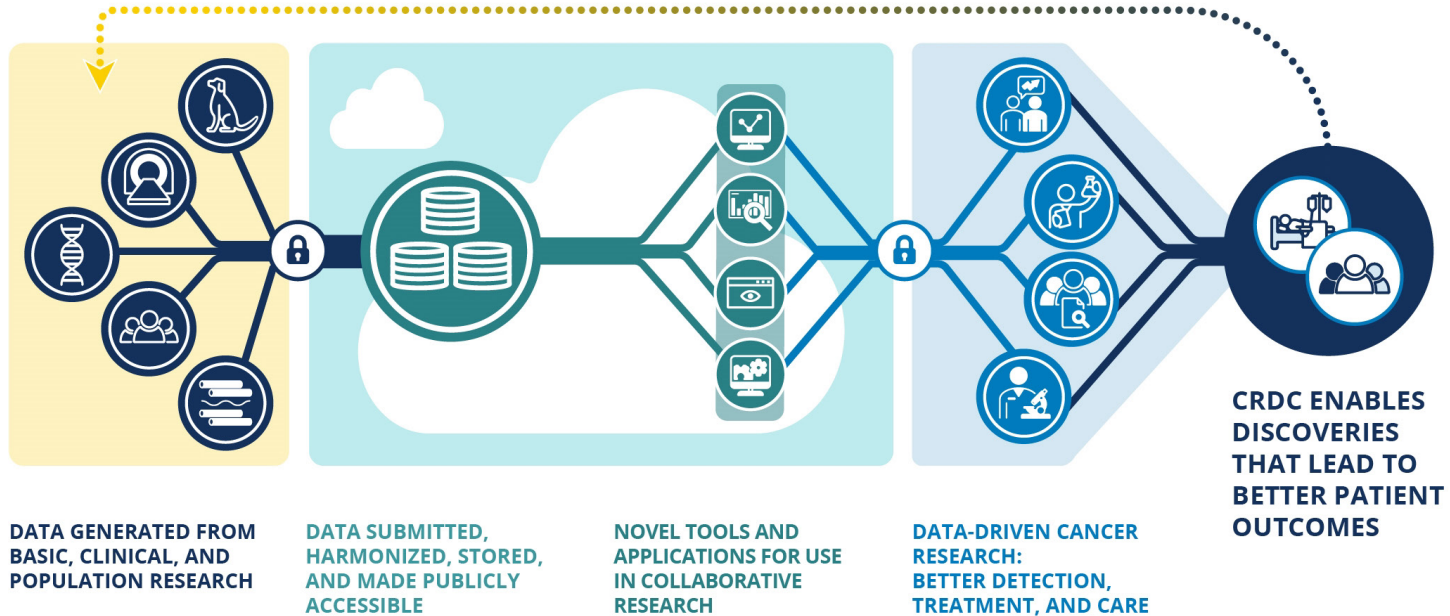 DATA GENERATED FROM
BASIC, CLINICAL, AND
POPULATION RESEARCH
DATA SUBMITTED,
HARMONIZED, STORED,
AND MADE PUBLICLY
ACCESSIBLE
NOVEL TOOLS AND
APPLICATIONS FOR USE
IN COLLABORATIVE
RESEARCH
DATA-DRIVEN CANCER
RESEARCH:
BETTER DETECTION,
TREATMENT, AND CARE
CRDC ENABLES
DISCOVERIES
THAT LEAD TO
BETTER PATIENT
OUTCOMES